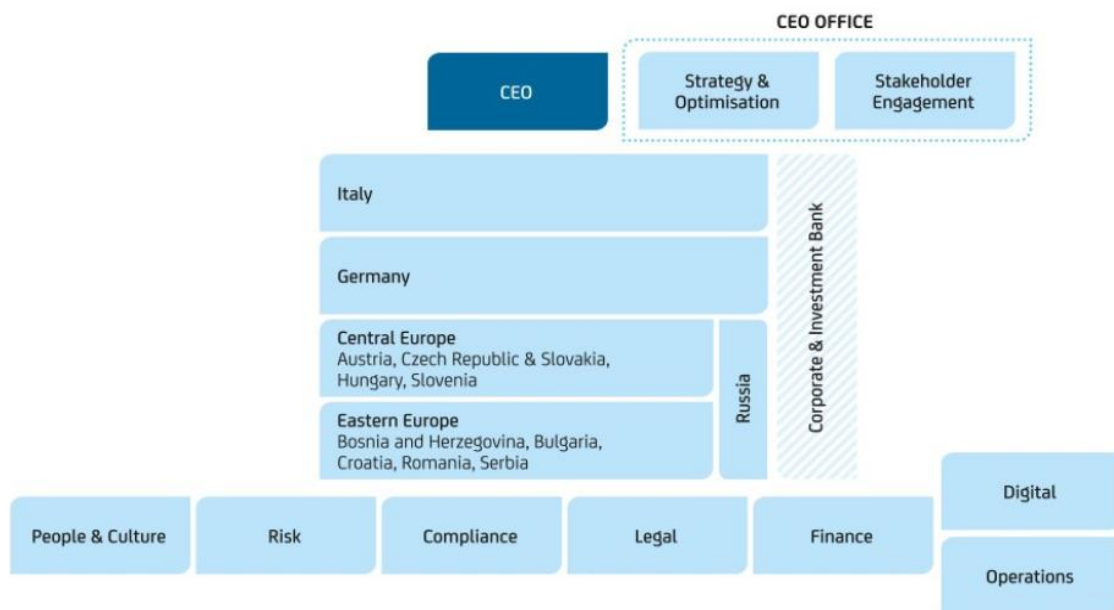 CEO OFFICE
CEO
Strategy &
Optimisation
Stakeholder
Engagement
Italy
Germany
Central Europe
Austria, Czech Republic & Slovakia,
Hungary, Slovenia
Eastern Europe
Bosnia and Herzegovina, Bulgaria,
Croatia, Romania, Serbia
Russia
Corporate & Investment Bank
People & Culture
Risk
Compliance
Legal
Finance
Digital
Operations